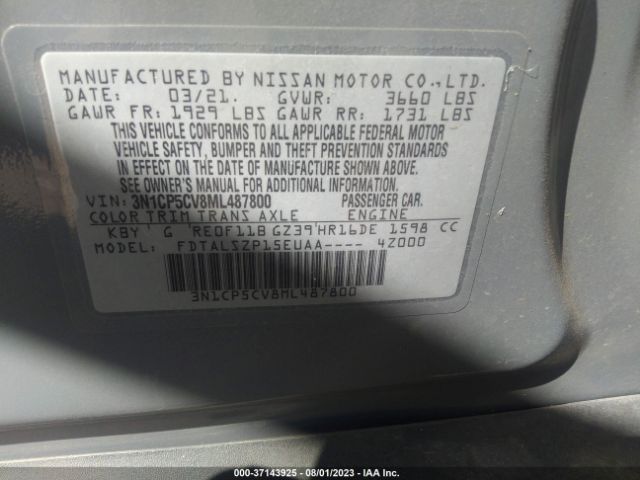 MANUFACTURED BY NISSAN MOTOR CO.,LTD.
DATE: 03/21. GVWR: 3660 LBS
GAWR FR: 1929 LBS GAWR RR: 1731 LBS
THIS VEHICLE CONFORMS TO ALL APPLICABLE FEDERAL MOTOR
VEHICLE SAFETY, BUMPER, AND THEFT PREVENTION STANDARDS
IN EFFECT ON THE DATE OF MANUFACTURE SHOWN ABOVE.
SEE OWNER'S MANUAL FOR ADDITIONAL INFORMATION.
VIN: 3N1CP5CV8ML487800 PASSENGER CAR.
COLOR TRIM TRANS AXLE ENGINE
KBY G RE0F11B GZ39 HR16DE 1598 CC
FDTALSZP15EUAA---- 4Z000
3N1CP5CV8ML487800
000-37143925 - 08/01/2023 - IAA Inc.